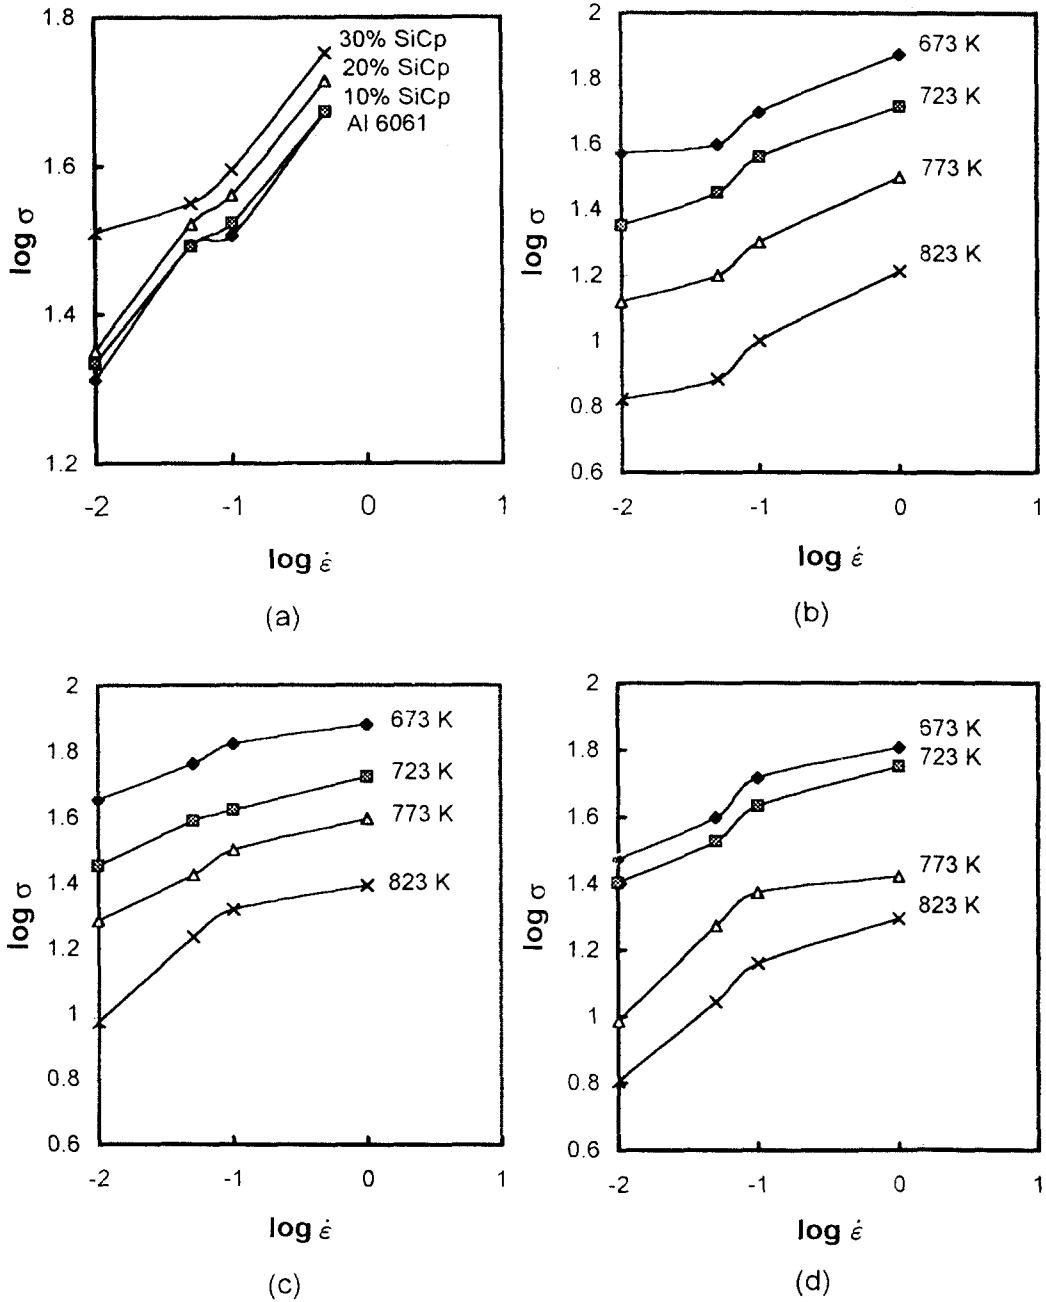 1.8
1.6
1.4
1.2
log σ
30% SiCp
20% SiCp
10% SiCp
Al 6061
-2 -1 0 1
log ε̇
(a)
2
1.8
1.6
1.4
1.2
1
0.8
0.6
log σ
673 K
723 K
773 K
823 K
-2 -1 0 1
log ε̇
(b)
2
1.8
1.6
1.4
1.2
1
0.8
0.6
log σ
673 K
723 K
773 K
823 K
-2 -1 0 1
log ε̇
(c)
2
1.8
1.6
1.4
1.2
1
0.8
0.6
log σ
673 K
723 K
773 K
823 K
-2 -1 0 1
log ε̇
(d)